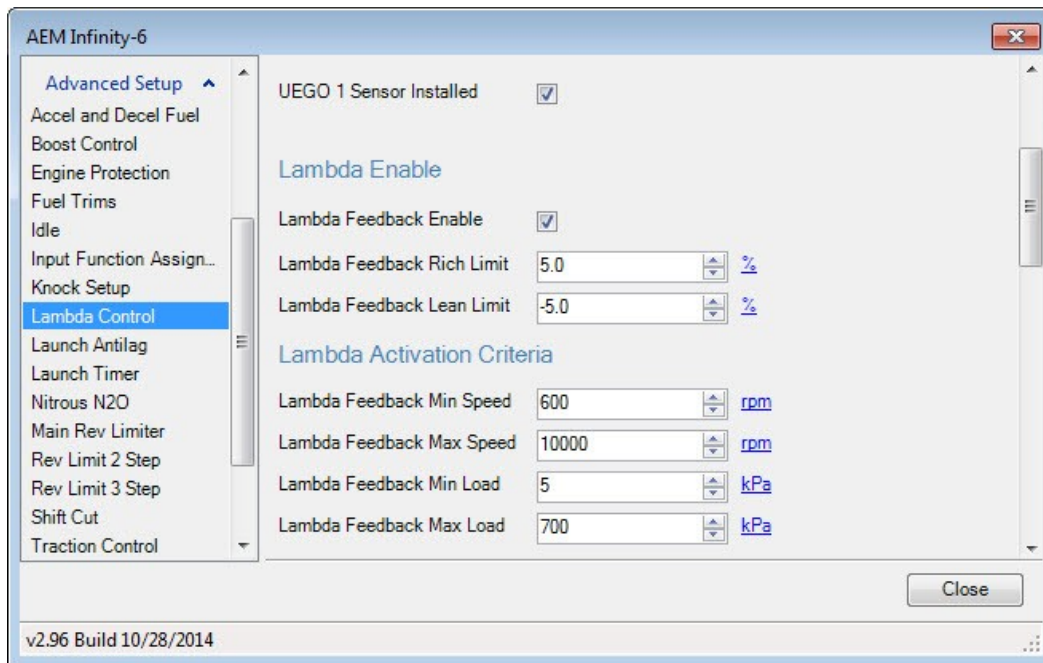 AEM Infinity-6
Advanced Setup
Accel and Decel Fuel
Boost Control
Engine Protection
Fuel Trims
Idle
Input Function Assign...
Knock Setup
Lambda Control
Launch Antilag
Launch Timer
Nitrous N2O
Main Rev Limiter
Rev Limit 2 Step
Rev Limit 3 Step
Shift Cut
Traction Control
UEGO 1 Sensor Installed
Lambda Enable
Lambda Feedback Enable
Lambda Feedback Rich Limit 5.0 %
Lambda Feedback Lean Limit -5.0 %
Lambda Activation Criteria
Lambda Feedback Min Speed 600 rpm
Lambda Feedback Max Speed 10000 rpm
Lambda Feedback Min Load 5 kPa
Lambda Feedback Max Load 700 kPa
Close
v2.96 Build 10/28/2014